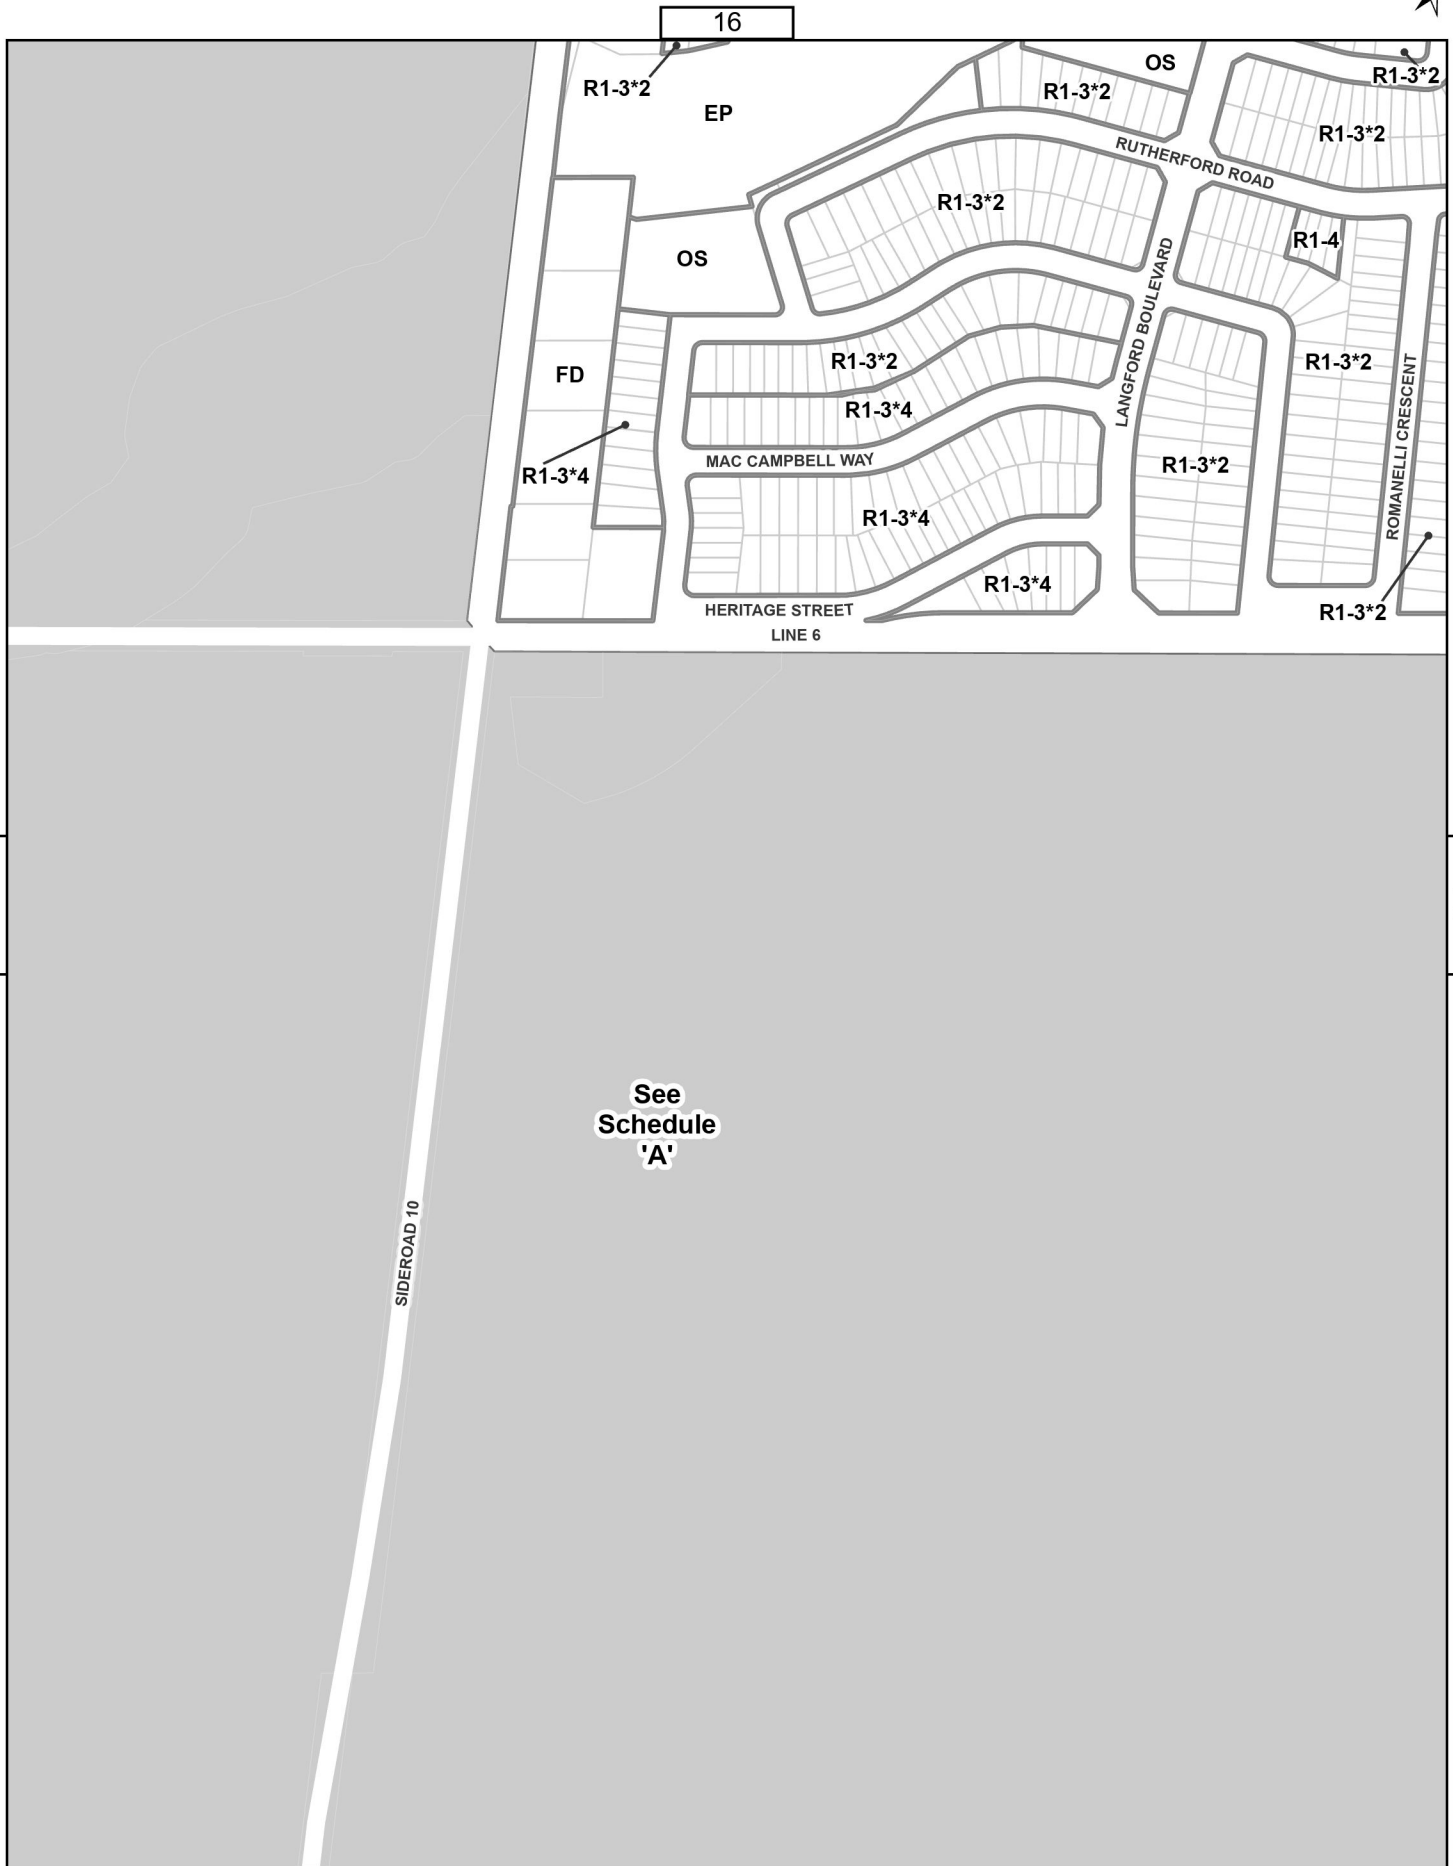 16
OS
R1-3*2
R1-3*2
R1-3*2
EP
R1-3*2
RUTHERFORD ROAD
R1-3*2
R1-4
OS
LANGFORD BOULEVARD
R1-3*2
R1-3*2
FD
R1-3*4
ROMANELLI CRESCENT
MAC CAMPBELL WAY
R1-3*2
R1-3*4
R1-3*4
R1-3*4
HERITAGE STREET
R1-3*2
LINE 6
See
Schedule
'A'
SIDEROAD 10